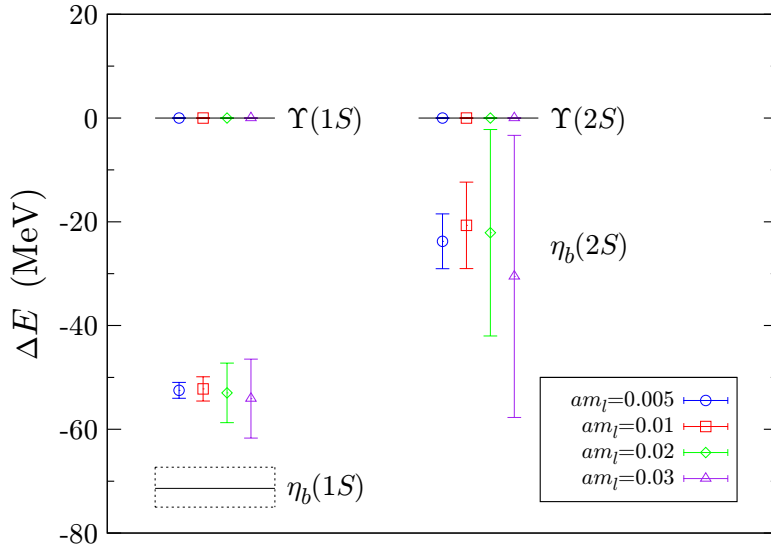 20
0
-20
-40
-60
-80
ΔE (MeV)
Υ(1S)
Υ(2S)
η_b(2S)
η_b(1S)
am_l=0.005
am_l=0.01
am_l=0.02
am_l=0.03